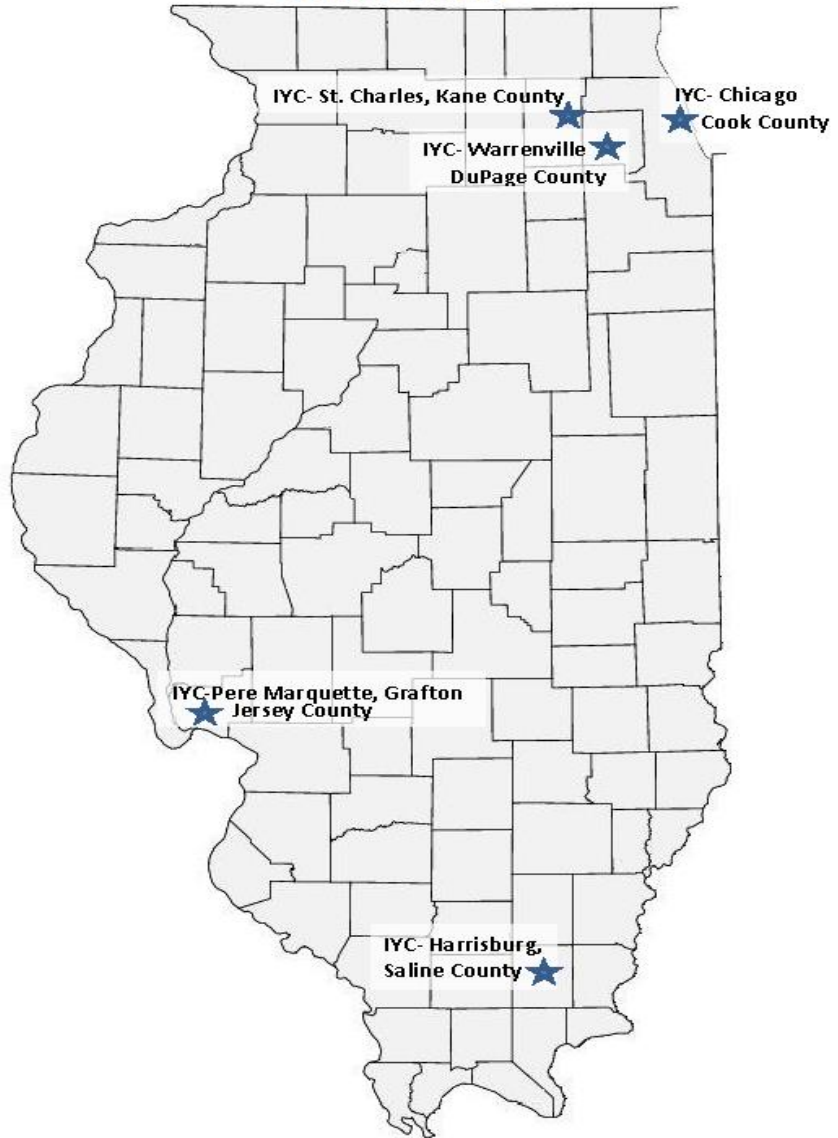 IYC- St. Charles, Kane County
IYC- Chicago
Cook County
IYC- Warrenville
DuPage County
IYC-Pere Marquette, Grafton
Jersey County
IYC- Harrisburg,
Saline County